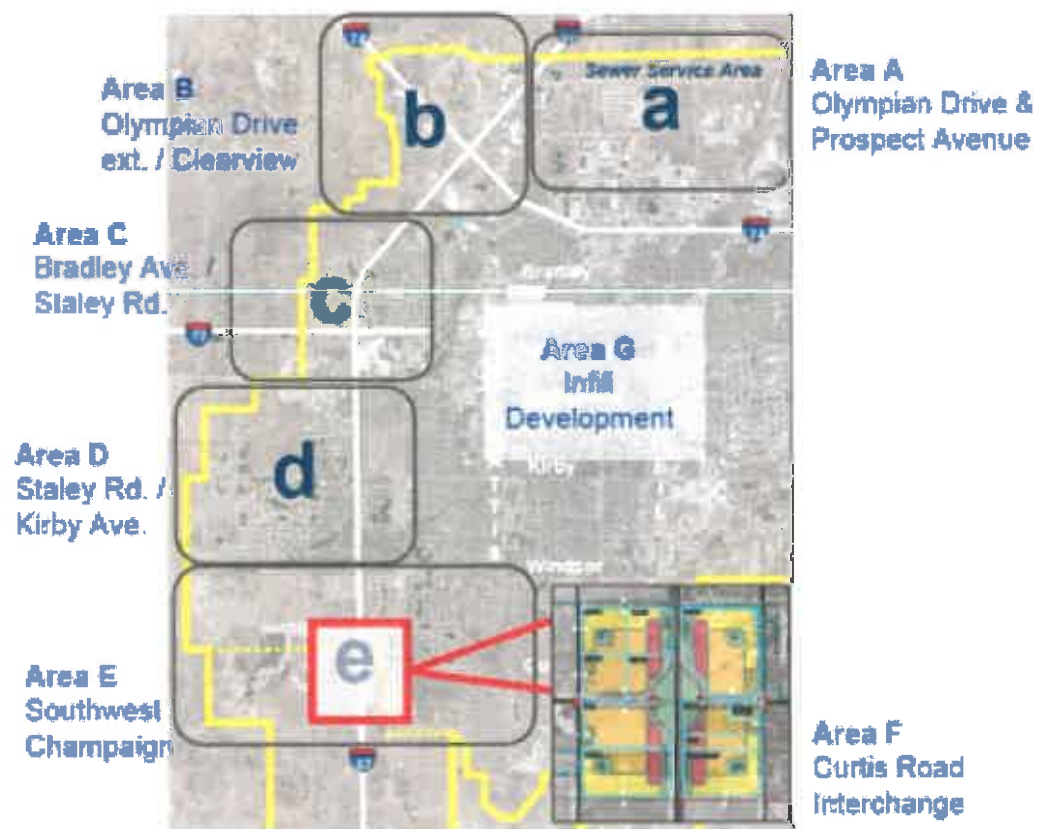 Area A
Olympian Drive &
Prospect Avenue
Sewer Service Area
a
Area B
Olympian Drive
ext. / Clearview
b
Area C
Bradley Ave. /
Staley Rd.
c
Bradley
Area G
Infill
Development
Kirby
Area D
Staley Rd. /
Kirby Ave.
d
Windsor
Area E
Southwest
Champaign
e
Area F
Curtis Road
Interchange